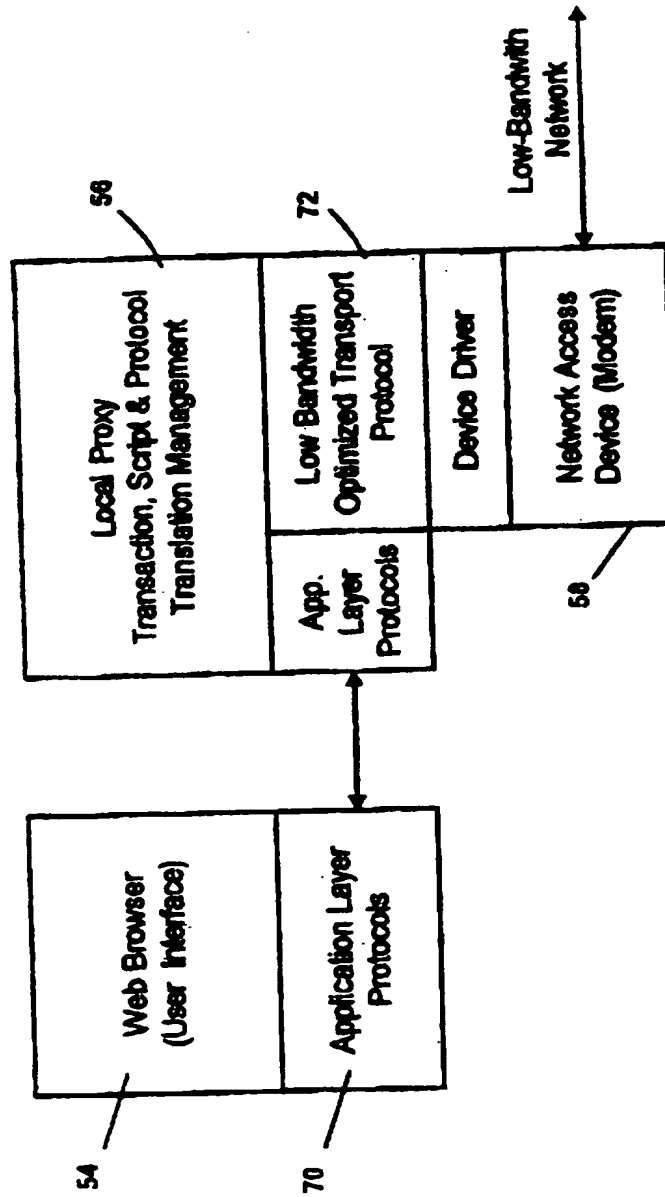 54
Web Browser
(User Interface)
70
Application Layer
Protocols
56
Local Proxy
Transaction, Script & Protocol
Translation Management
App.
Layer
Protocols
72
Low Bandwidth
Optimized Transport
Protocol
Device Driver
58
Network Access
Device (Modem)
Low-Bandwith
Network